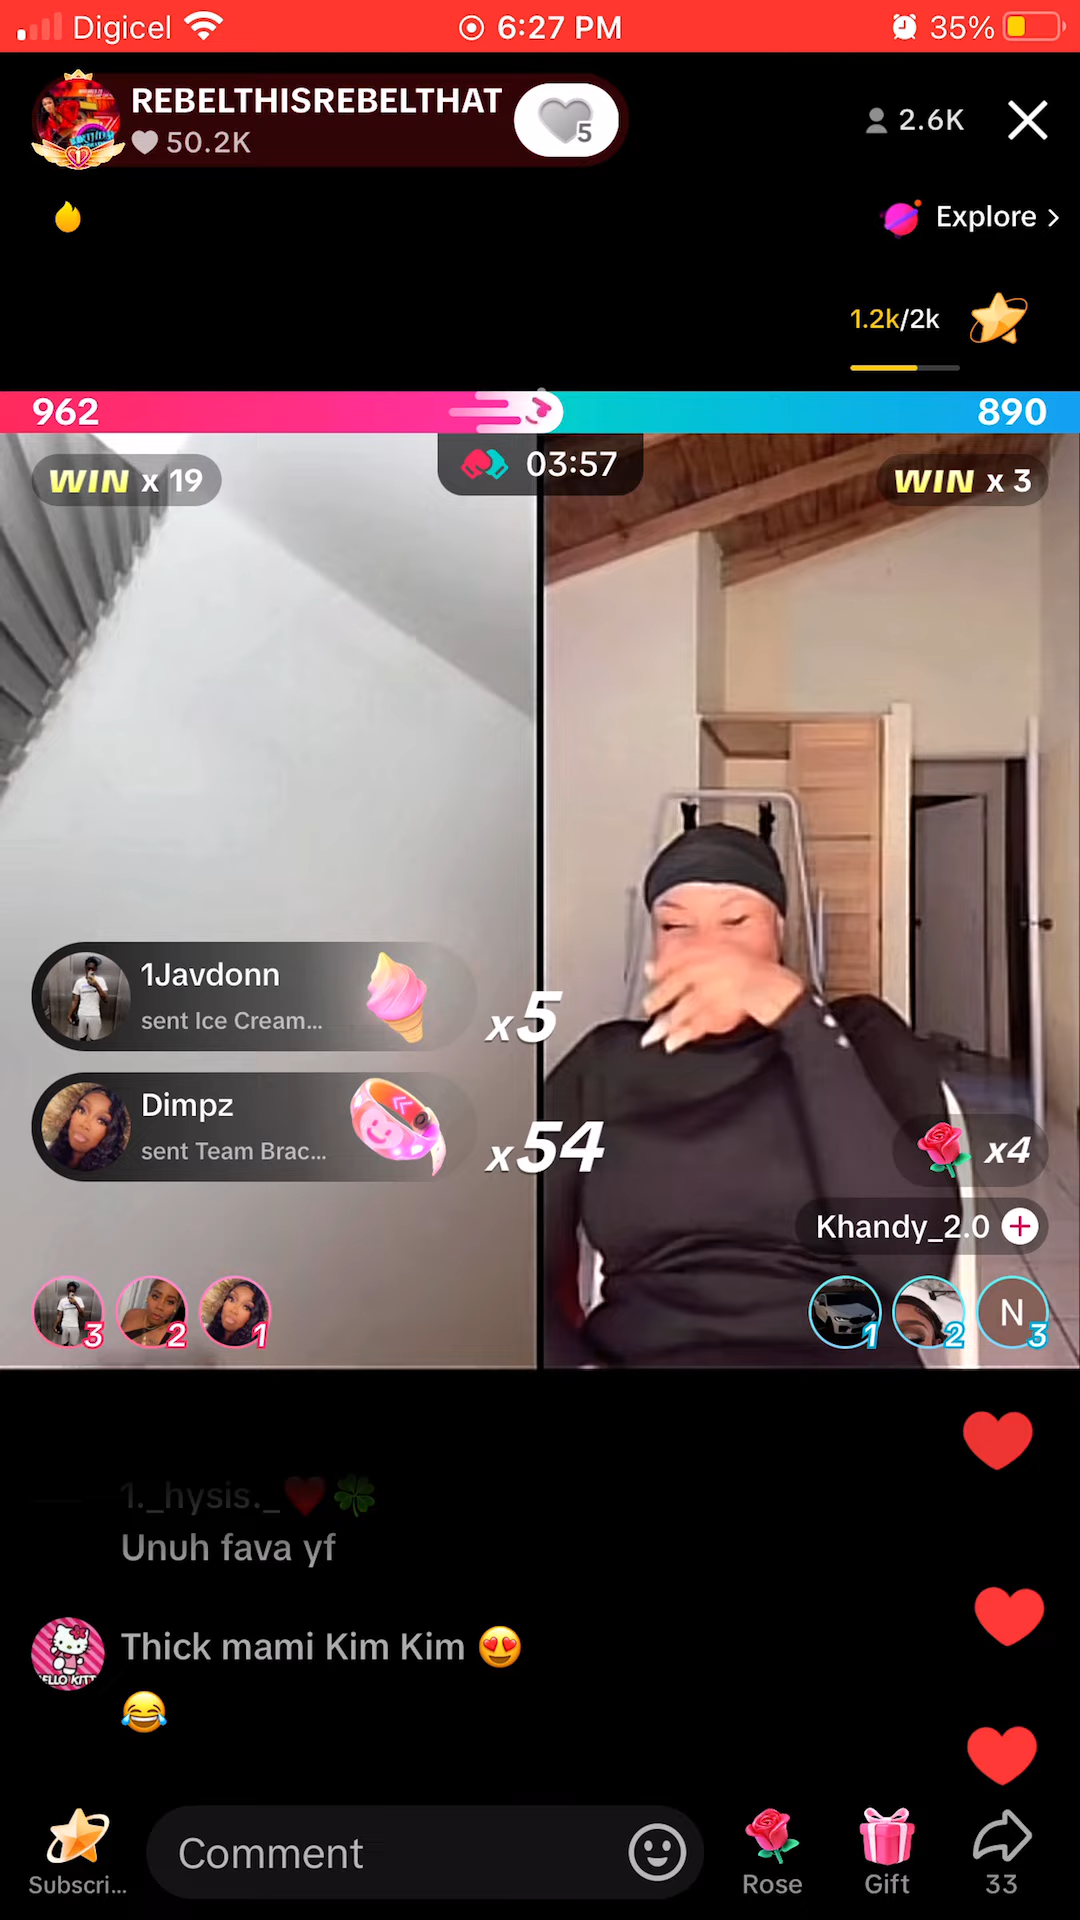 Digicel 6:27 PM 35%
REBELTHISREBELTHAT
50.2K
5
2.6K
Explore >
1.2k/2k
962
890
WIN x 19
03:57
WIN x 3
1Javdonn
sent Ice Cream...
x5
Dimpz
sent Team Brac...
x54
x4
Khandy_2.0 +
3 2 1
1 2 N 3
1._hysis._
Unuh fava yf
HELLO KITT
Thick mami Kim Kim 😍
😂
Subscri...
Comment
Rose
Gift
33